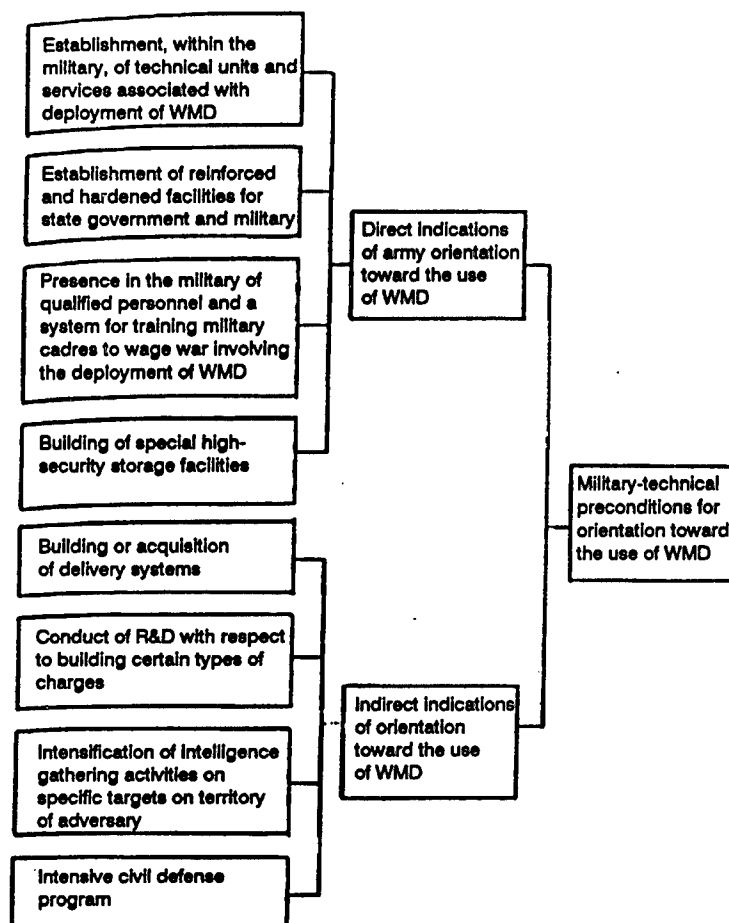 Establishment, within the
military, of technical units and
services associated with
deployment of WMD
Establishment of reinforced
and hardened facilities for
state government and military
Presence in the military of
qualified personnel and a
system for training military
cadres to wage war involving
the deployment of WMD
Building of special high-
security storage facilities
Direct indications
of army orientation
toward the use
of WMD
Building or acquisition
of delivery systems
Conduct of R&D with respect
to building certain types of
charges
Intensification of intelligence
gathering activities on
specific targets on territory
of adversary
Intensive civil defense
program
Indirect indications
of orientation
toward the use
of WMD
Military-technical
preconditions for
orientation toward
the use of WMD